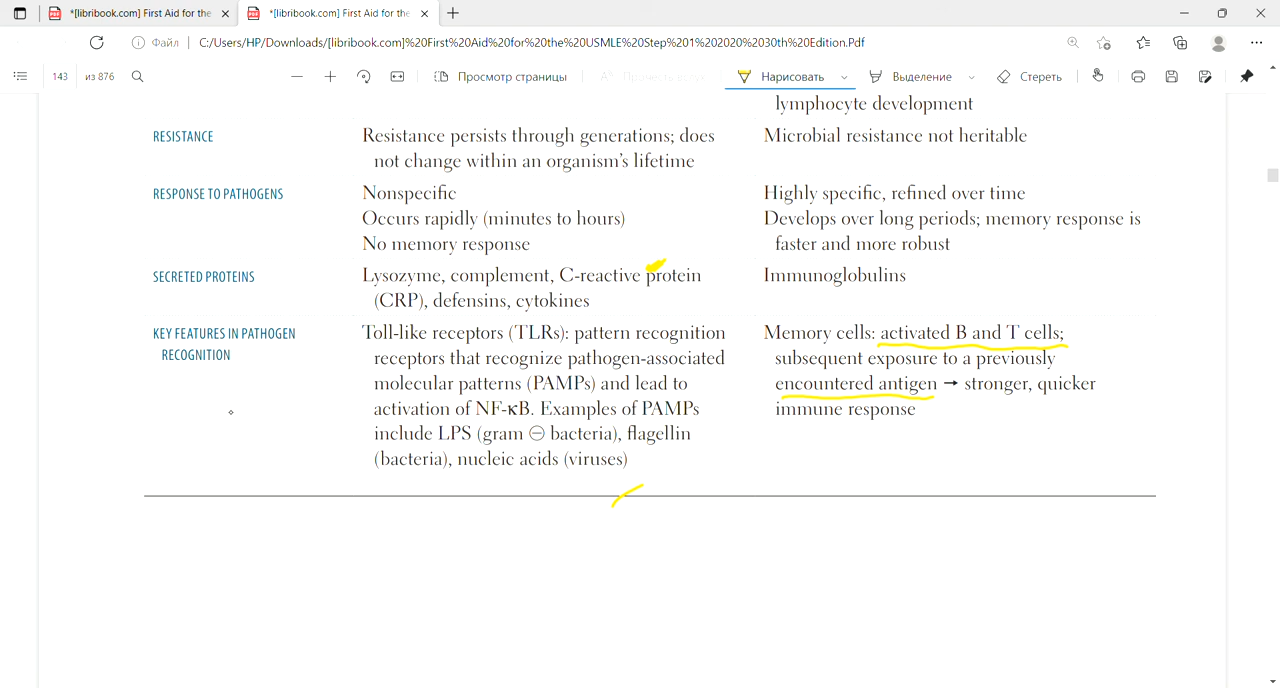 *[libribook.com] First Aid for the
*[libribook.com] First Aid for the
Файл
C:/Users/HP/Downloads/[libribook.com]%20First%20Aid%20for%20the%20USMLE%20Step%201%202020%2030th%20Edition.Pdf
143 из 876
Просмотр страницы
Прочесть вслух
Нарисовать
Выделение
Стереть
lymphocyte development
RESISTANCE
Resistance persists through generations; does
not change within an organism's lifetime
Microbial resistance not heritable
RESPONSE TO PATHOGENS
Nonspecific
Occurs rapidly (minutes to hours)
No memory response
Highly specific, refined over time
Develops over long periods; memory response is
faster and more robust
SECRETED PROTEINS
Lysozyme, complement, C-reactive protein
(CRP), defensins, cytokines
Immunoglobulins
KEY FEATURES IN PATHOGEN
RECOGNITION
Toll-like receptors (TLRs): pattern recognition
receptors that recognize pathogen-associated
molecular patterns (PAMPs) and lead to
activation of NF-κB. Examples of PAMPs
include LPS (gram ⊖ bacteria), flagellin
(bacteria), nucleic acids (viruses)
Memory cells: activated B and T cells;
subsequent exposure to a previously
encountered antigen → stronger, quicker
immune response